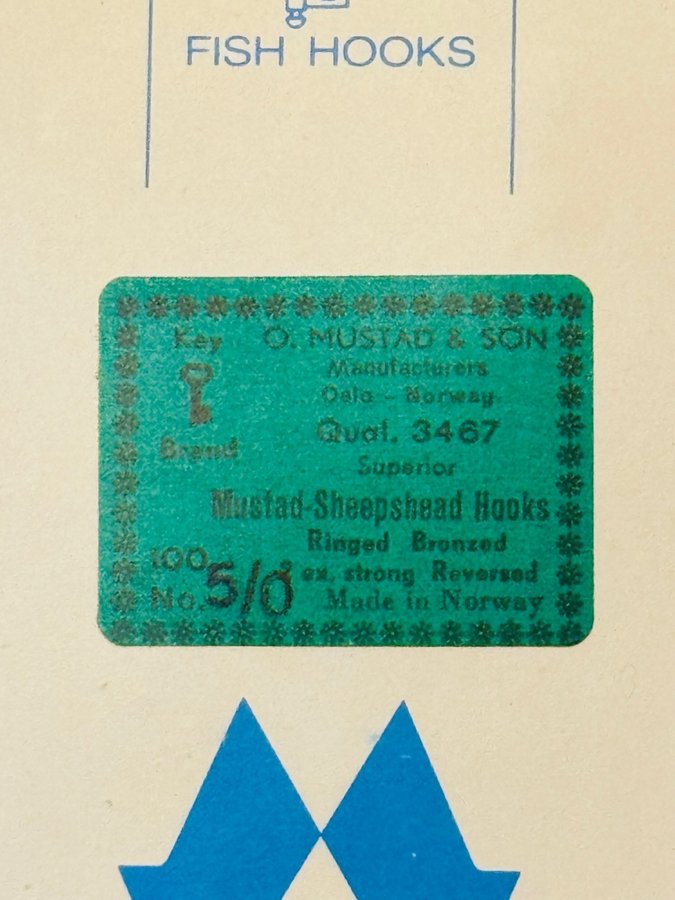 FISH HOOKS
Key O. MUSTAD & SÖN
Manufacturers
Oslo - Norway
Brand Qual. 3467
Superior
Mustad-Sheepshead Hooks
Ringed Bronzed
100 ex. strong Reversed
No. 5/0 Made in Norway